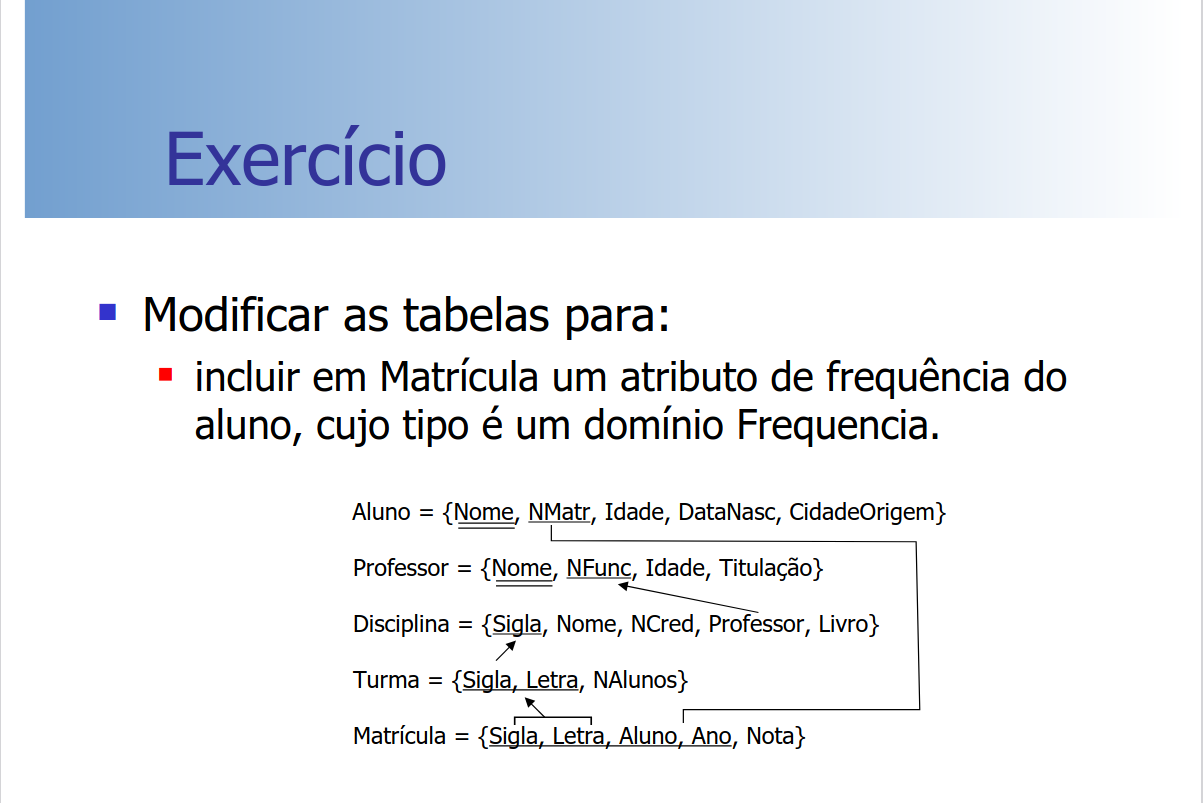 Exercício
Modificar as tabelas para:
incluir em Matrícula um atributo de frequência do
aluno, cujo tipo é um domínio Frequencia.
Aluno = {Nome, NMatr, Idade, DataNasc, CidadeOrigem}
Professor = {Nome, NFunc, Idade, Titulação}
Disciplina = {Sigla, Nome, NCred, Professor, Livro}
Turma = {Sigla, Letra, NAlunos}
Matrícula = {Sigla, Letra, Aluno, Ano, Nota}